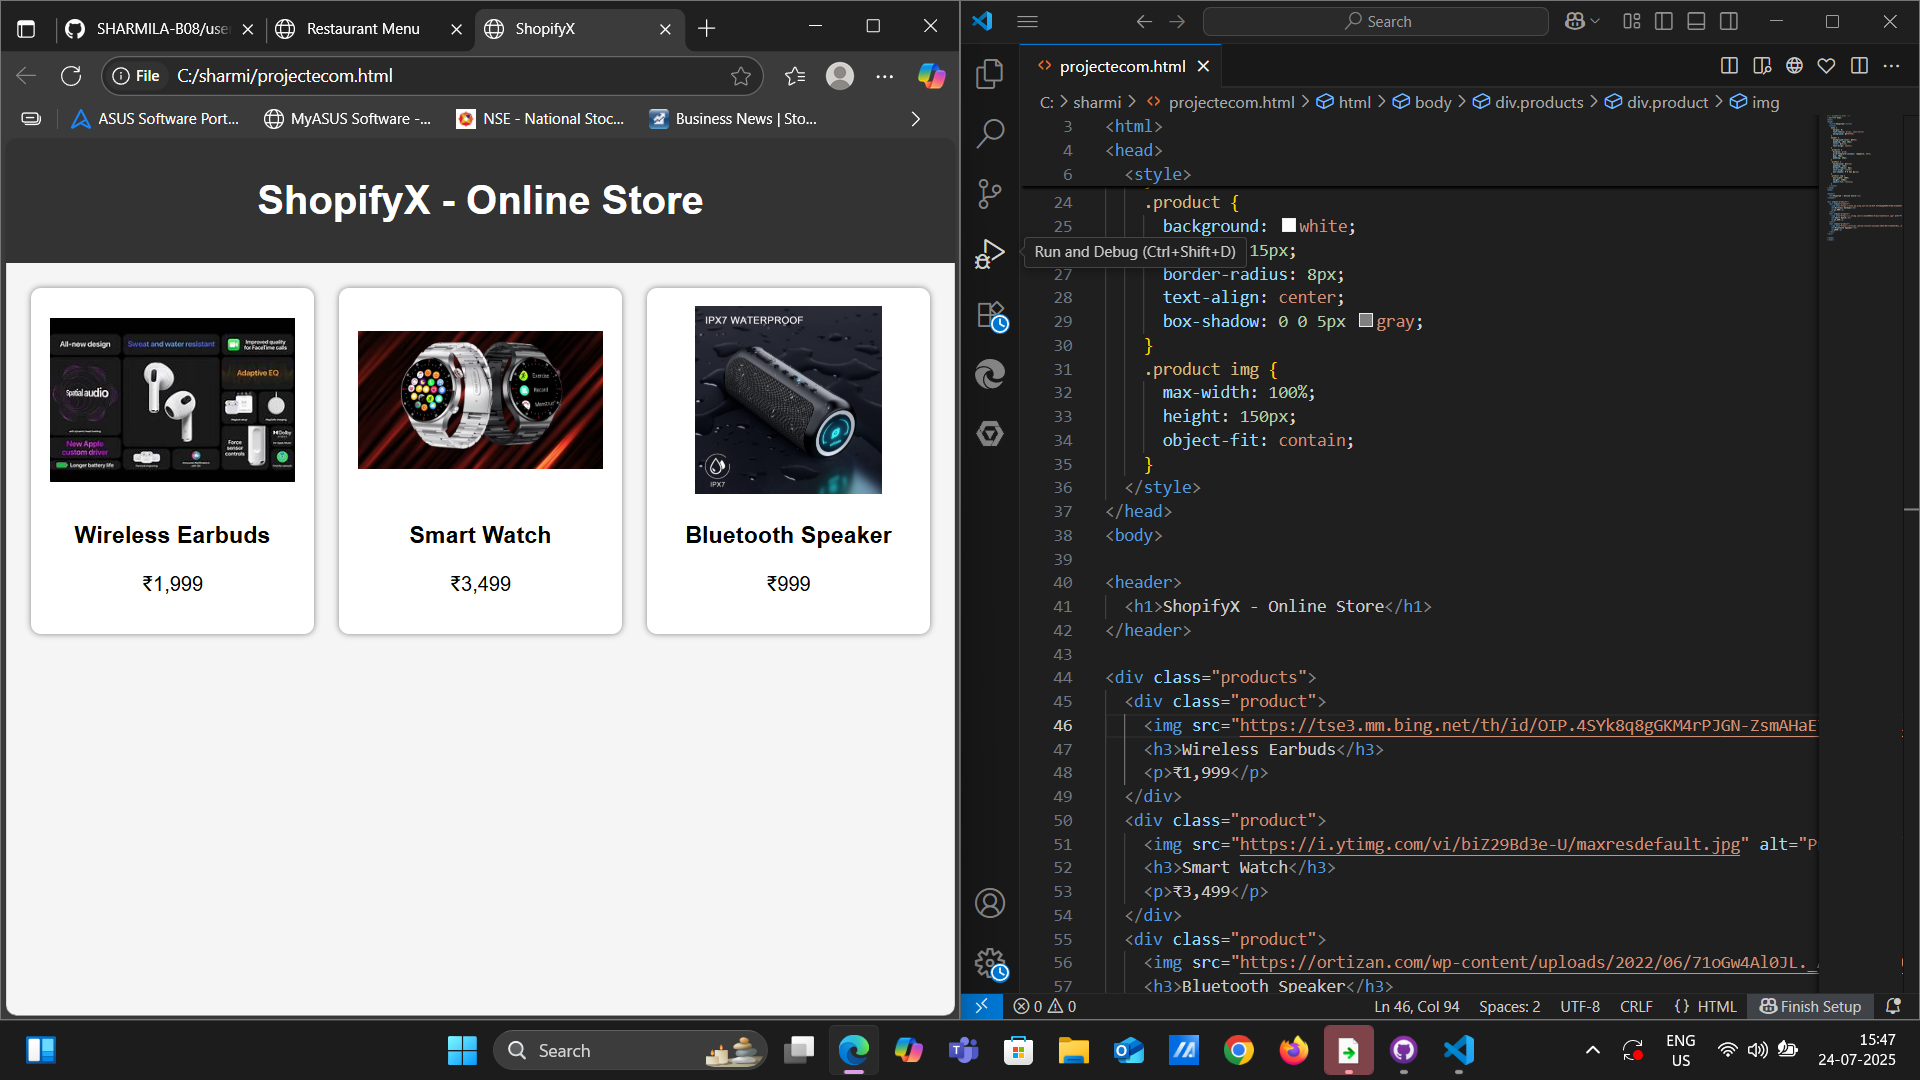 SHARMILA-B08/use
Restaurant Menu
ShopifyX
File
C:/sharmi/projectecom.html
ASUS Software Port...
MyASUS Software -...
NSE - National Stoc...
Business News | Sto...
ShopifyX - Online Store
All-new design
Sweat and water resistant
Improved quality for FaceTime calls
Spatial audio
Adaptive EQ
New Apple custom driver
Force sensor controls
Longer battery life
Wireless Earbuds
₹1,999
Exercise
Record
Smart Watch
₹3,499
IPX7 WATERPROOF
IPX7
Bluetooth Speaker
₹999
Search
projectecom.html
C: > sharmi > projectecom.html > html > body > div.products > div.product > img
3 <html>
4 <head>
6 <style>
24 .product {
25 background: white;
Run and Debug (Ctrl+Shift+D) 15px;
27 border-radius: 8px;
28 text-align: center;
29 box-shadow: 0 0 5px gray;
30 }
31 .product img {
32 max-width: 100%;
33 height: 150px;
34 object-fit: contain;
35 }
36 </style>
37 </head>
38 <body>
39
40 <header>
41 <h1>ShopifyX - Online Store</h1>
42 </header>
43
44 <div class="products">
45 <div class="product">
46 <img src="https://tse3.mm.bing.net/th/id/OIP.4SYk8q8gGKM4rPJGN-ZsmAHaE
47 <h3>Wireless Earbuds</h3>
48 <p>₹1,999</p>
49 </div>
50 <div class="product">
51 <img src="https://i.ytimg.com/vi/biZ29Bd3e-U/maxresdefault.jpg" alt="P
52 <h3>Smart Watch</h3>
53 <p>₹3,499</p>
54 </div>
55 <div class="product">
56 <img src="https://ortizan.com/wp-content/uploads/2022/06/71oGw4Al0JL._
57 <h3>Bluetooth Speaker</h3>
0 0
Ln 46, Col 94
Spaces: 2
UTF-8
CRLF
{} HTML
Finish Setup
Search
ENG
US
15:47
24-07-2025